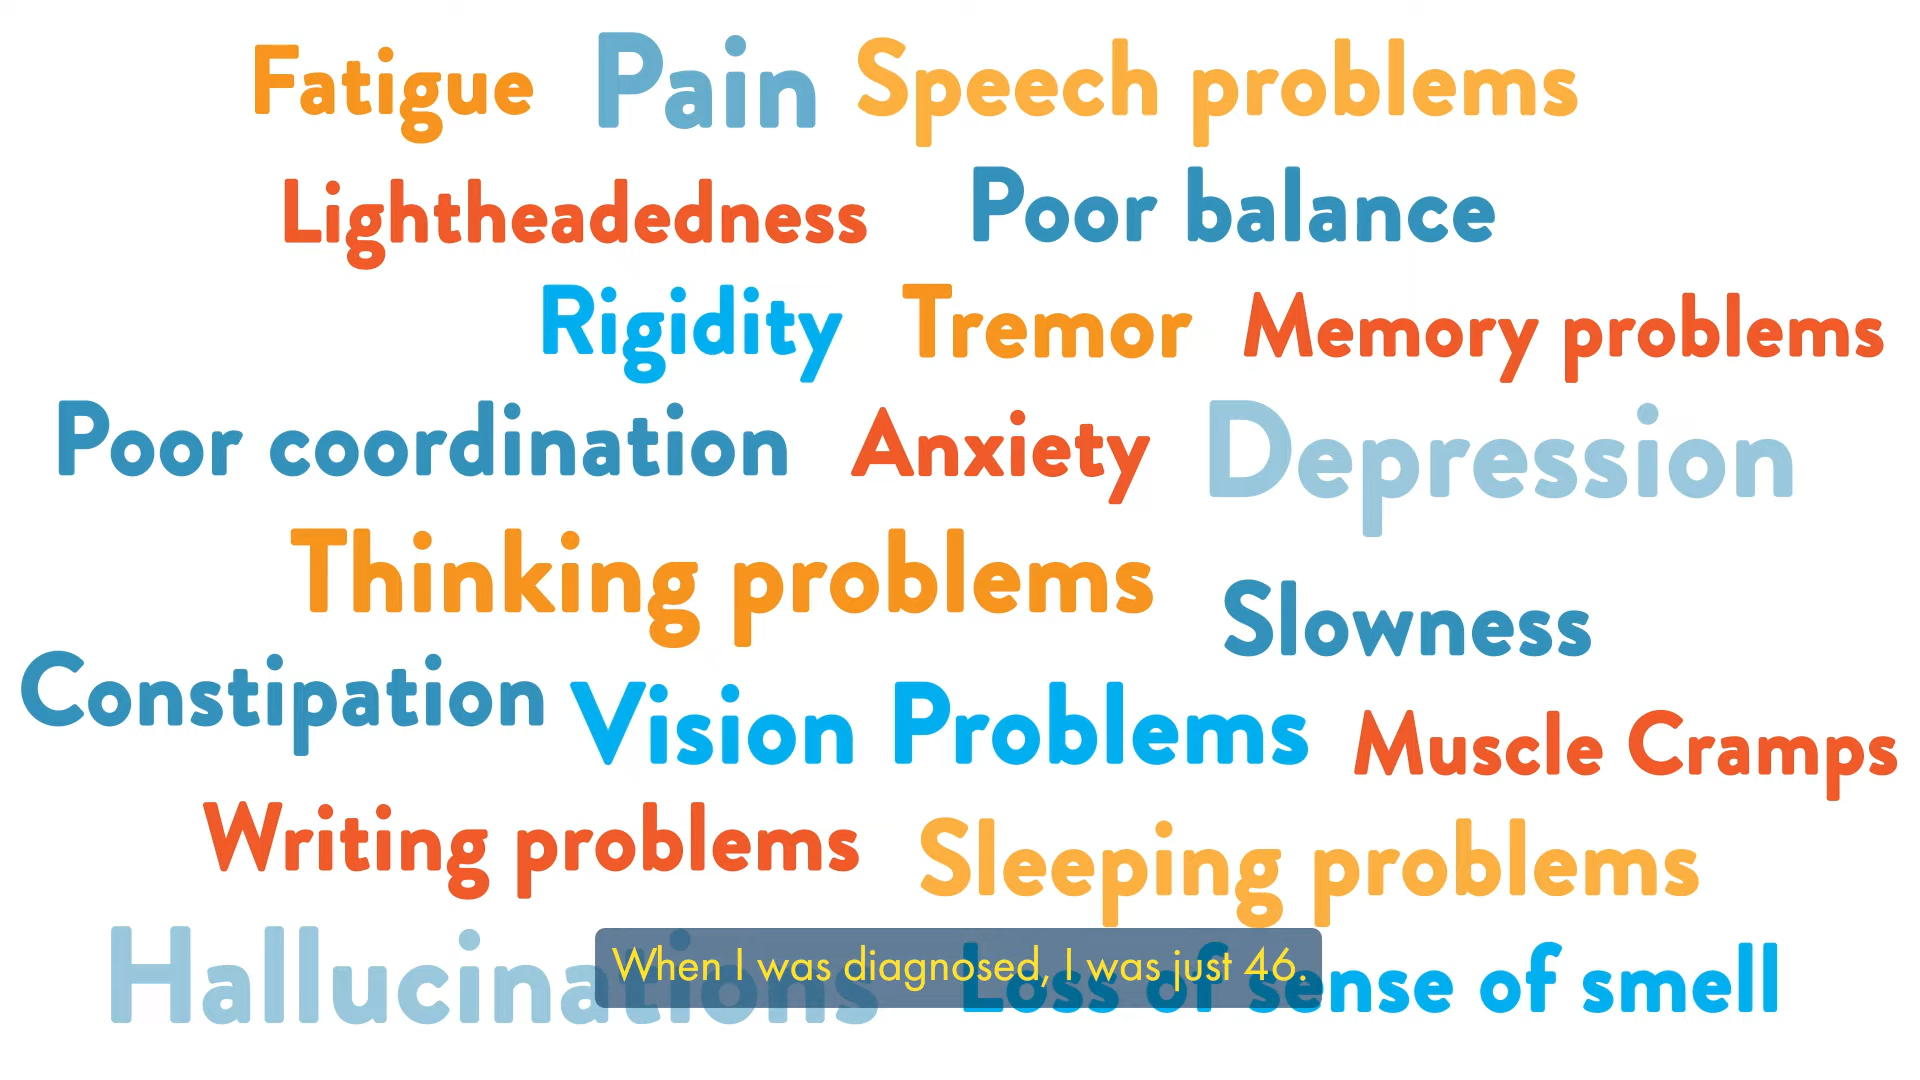 Fatigue Pain Speech problems
Lightheadedness Poor balance
Rigidity Tremor Memory problems
Poor coordination Anxiety Depression
Thinking problems
Slowness
Constipation Vision Problems Muscle Cramps
Writing problems Sleeping problems
Hallucinations Loss of sense of smell
When I was diagnosed, I was just 46.